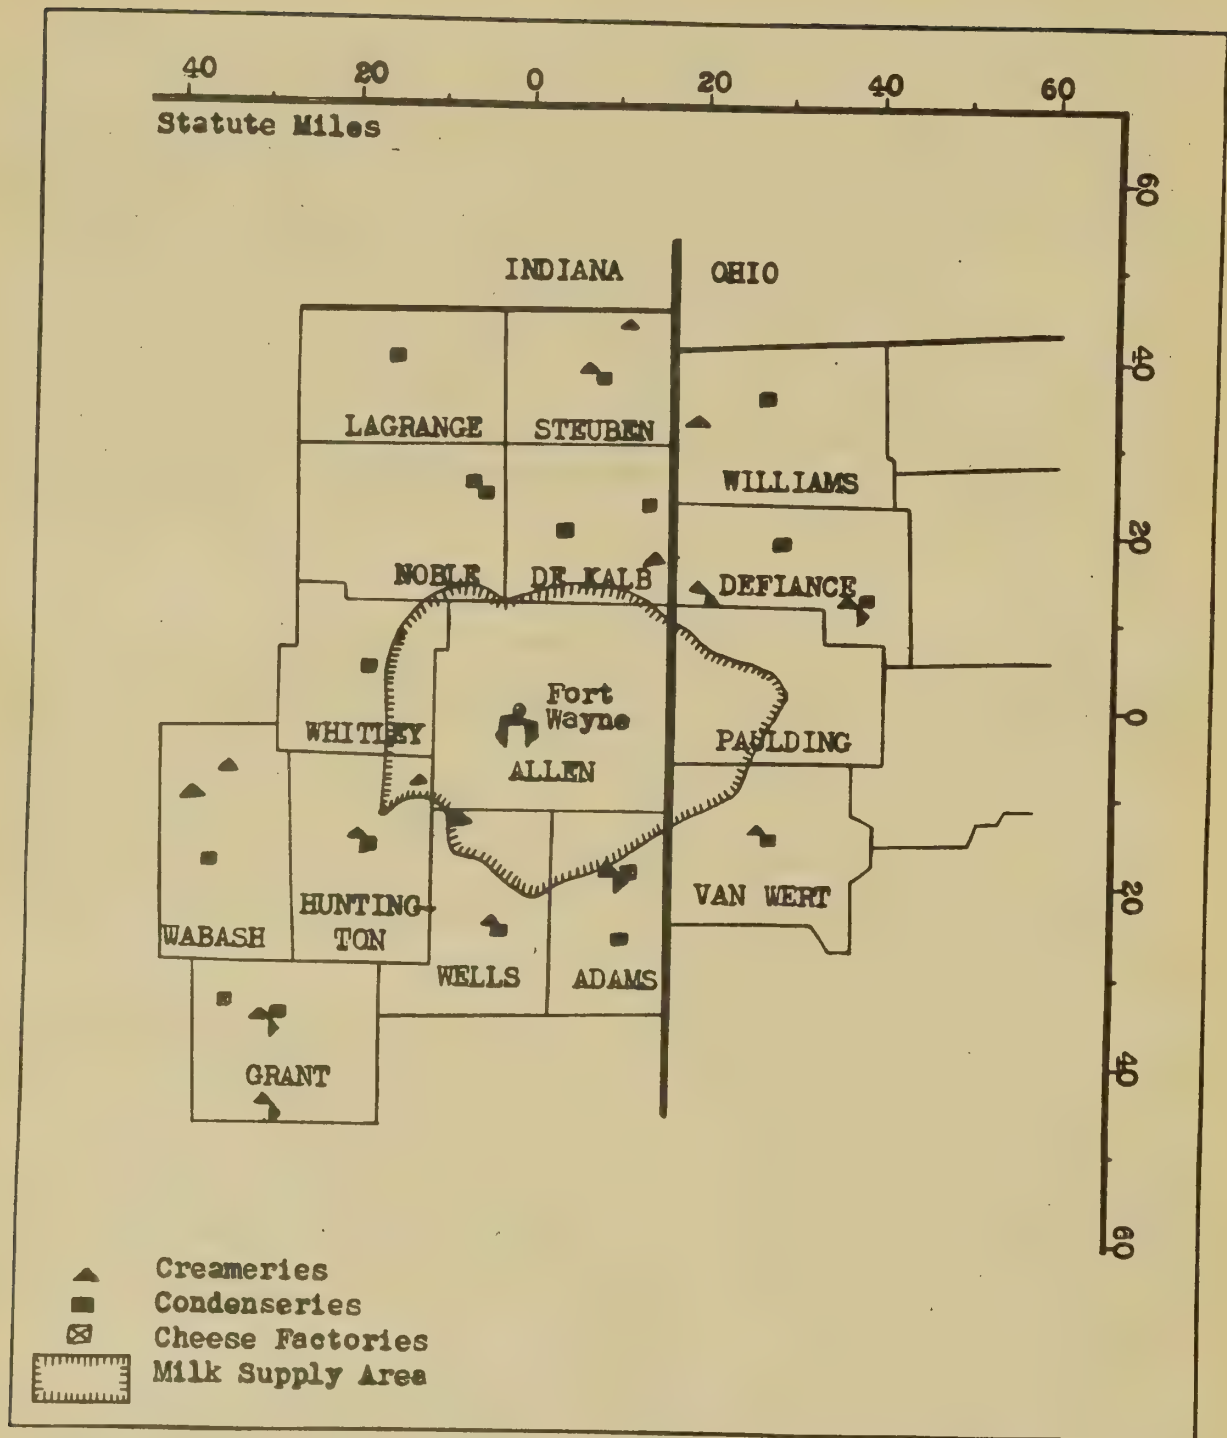 40 20 0 20 40 60
Statute Miles
60
40
20
0
20
40
60
INDIANA OHIO
LAGRANGE STEUBEN
WILLIAMS
NOBLE DE KALB DEFIANCE
Fort
Wayne
WHITLEY PAULDING
ALLEN
HUNTING-
TON
VAN WERT
WABASH
WELLS ADAMS
GRANT
Creameries
Condenseries
Cheese Factories
Milk Supply Area